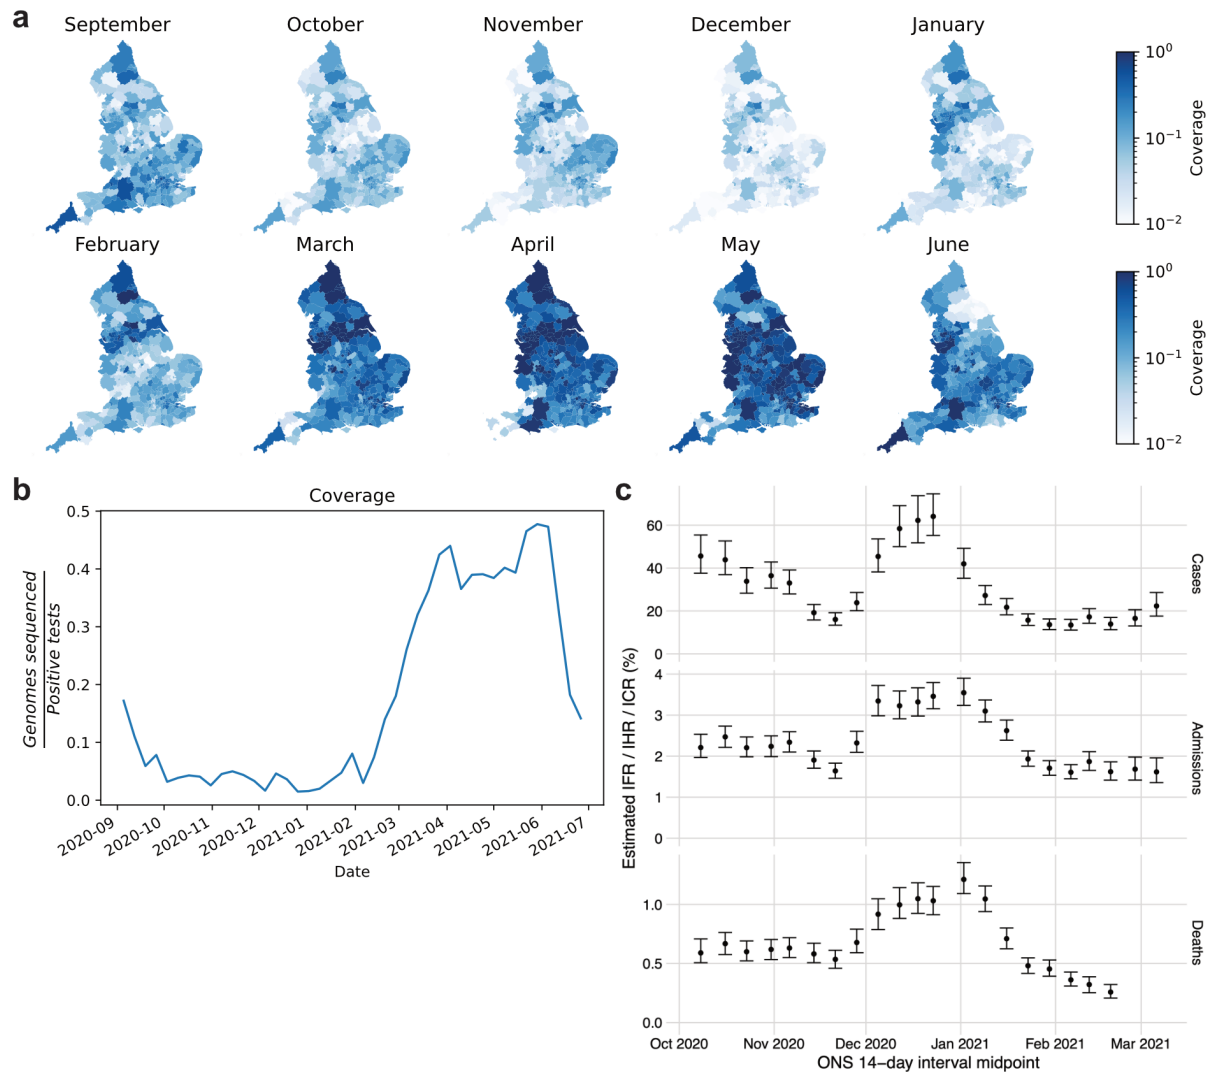 a
September October November December January
10^0
10^-1
10^-2
Coverage
February March April May June
10^0
10^-1
10^-2
Coverage
b
Coverage
0.5
0.4
0.3
0.2
0.1
0.0
Genomes sequenced
Positive tests
2020-09 2020-10 2020-11 2020-12 2021-01 2021-02 2021-03 2021-04 2021-05 2021-06 2021-07
Date
c
Estimated IFR / IHR / ICR (%)
60
40
20
0
Cases
4
3
2
1
0
Admissions
1.0
0.5
0.0
Deaths
Oct 2020 Nov 2020 Dec 2020 Jan 2021 Feb 2021 Mar 2021
ONS 14−day interval midpoint